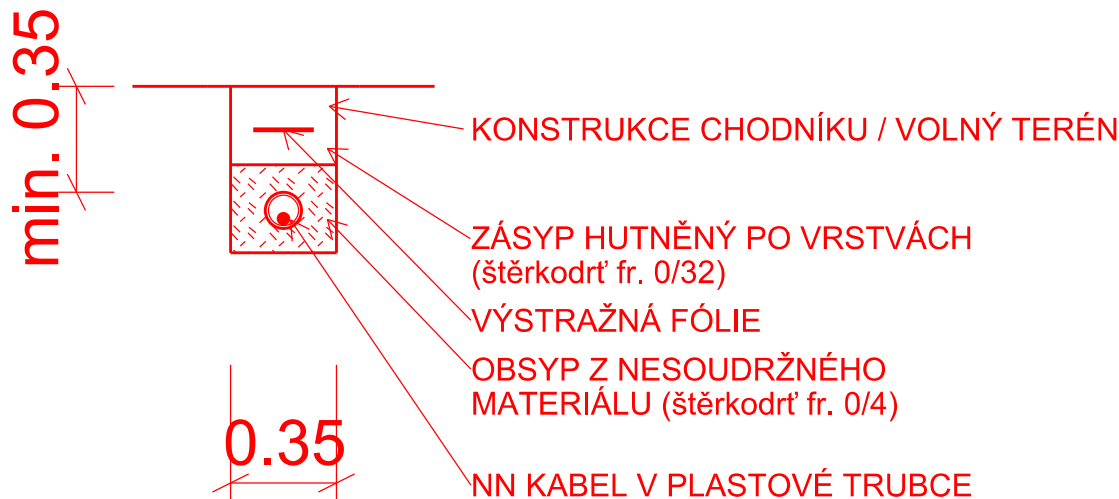 min. 0.35
KONSTRUKCE CHODNÍKU / VOLNÝ TERÉN
ZÁSYP HUTNĚNÝ PO VRSTVÁCH
(štěrkodrť fr. 0/32)
VÝSTRAŽNÁ FÓLIE
OBSYP Z NESOUDRŽNÉHO
MATERIÁLU (štěrkodrť fr. 0/4)
0.35
NN KABEL V PLASTOVÉ TRUBCE